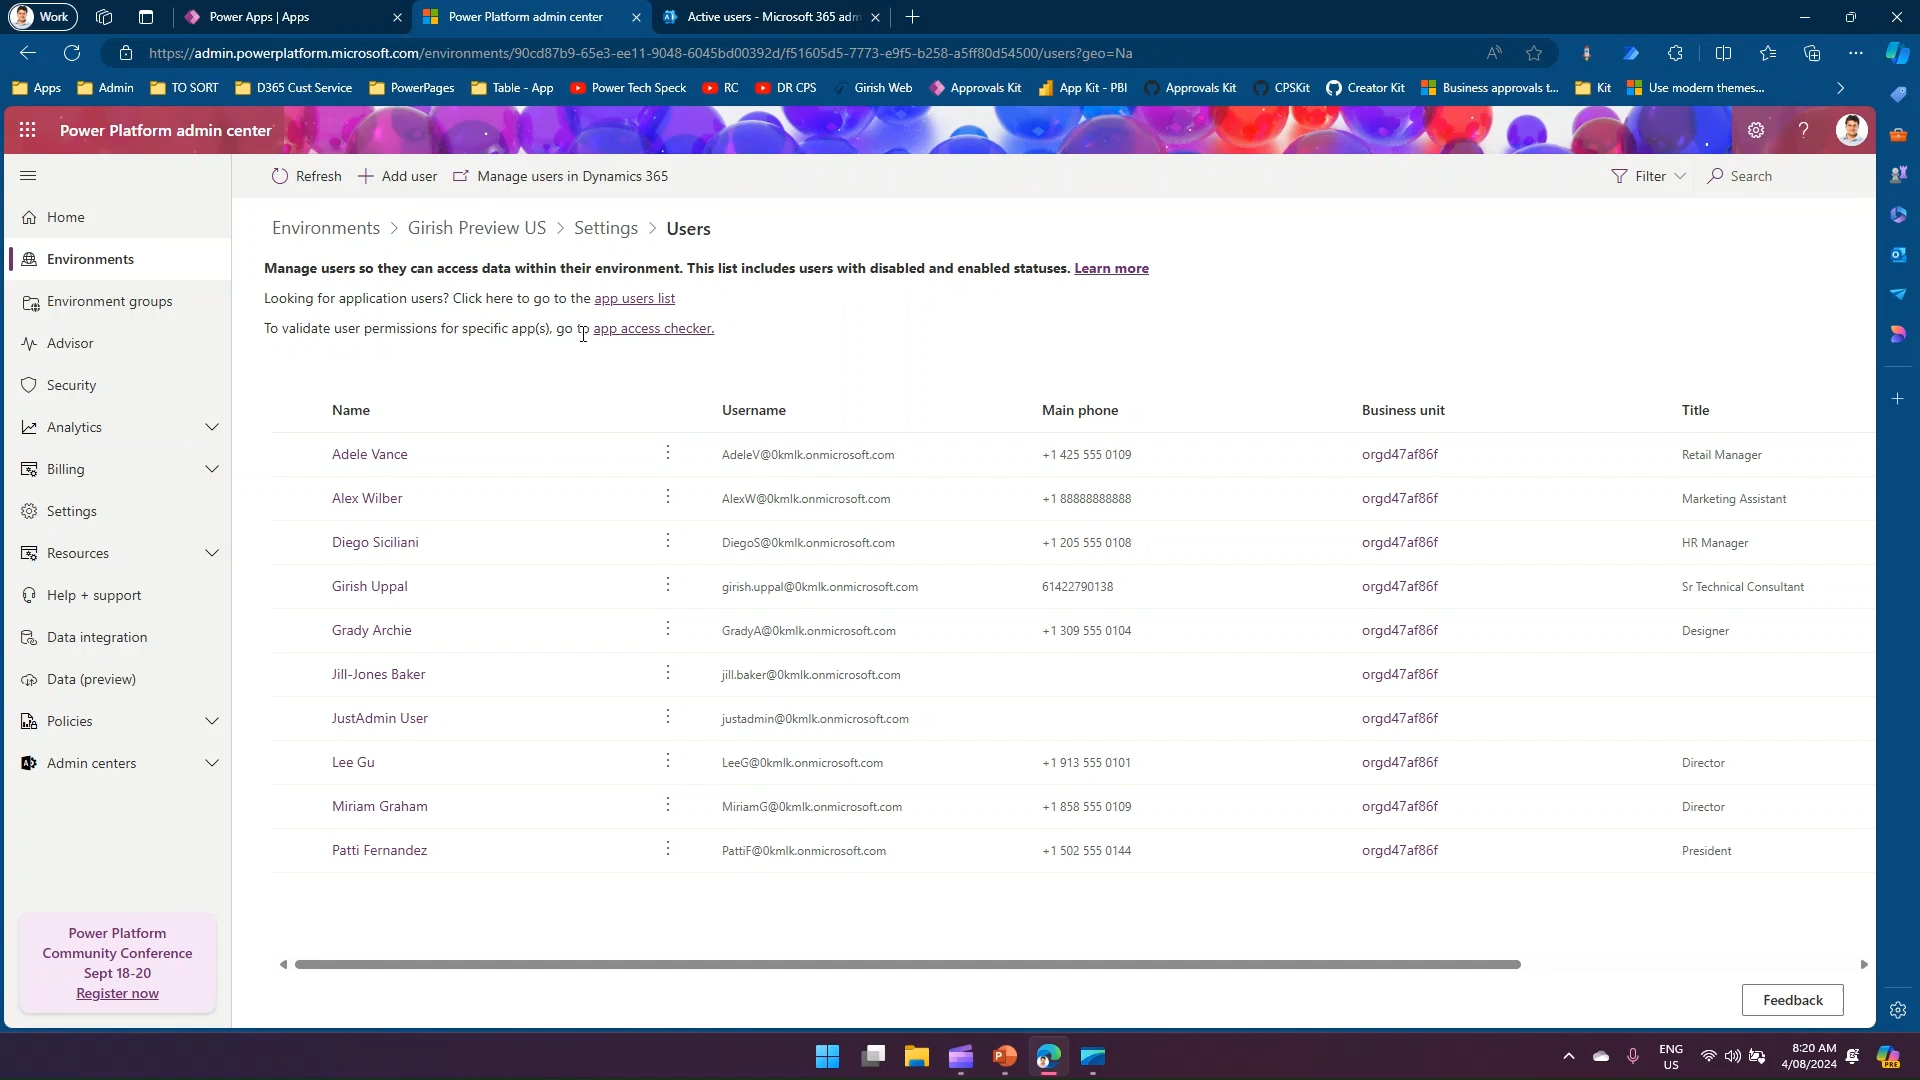 Work
Power Apps | Apps
Power Platform admin center
Active users - Microsoft 365 adm
https://admin.powerplatform.microsoft.com/environments/90cd87b9-65e3-ee11-9048-6045bd00392d/f51605d5-7773-e9f5-b258-a5ff80d54500/users?geo=Na
Apps
Admin
TO SORT
D365 Cust Service
PowerPages
Table - App
Power Tech Speck
RC
DR CPS
Girish Web
Approvals Kit
App Kit - PBI
Approvals Kit
CPSKit
Creator Kit
Business approvals t...
Kit
Use modern themes...
Power Platform admin center
Refresh
Add user
Manage users in Dynamics 365
Filter
Search
Home
Environments
Environment groups
Advisor
Security
Analytics
Billing
Settings
Resources
Help + support
Data integration
Data (preview)
Policies
Admin centers
Power Platform
Community Conference
Sept 18-20
Register now
Environments > Girish Preview US > Settings > Users
Manage users so they can access data within their environment. This list includes users with disabled and enabled statuses. Learn more
Looking for application users? Click here to go to the app users list
To validate user permissions for specific app(s), go to app access checker.
Name Username Main phone Business unit Title
Adele Vance AdeleV@0kmlk.onmicrosoft.com +1 425 555 0109 orgd47af86f Retail Manager
Alex Wilber AlexW@0kmlk.onmicrosoft.com +1 88888888888 orgd47af86f Marketing Assistant
Diego Siciliani DiegoS@0kmlk.onmicrosoft.com +1 205 555 0108 orgd47af86f HR Manager
Girish Uppal girish.uppal@0kmlk.onmicrosoft.com 61422790138 orgd47af86f Sr Technical Consultant
Grady Archie GradyA@0kmlk.onmicrosoft.com +1 309 555 0104 orgd47af86f Designer
Jill-Jones Baker jill.baker@0kmlk.onmicrosoft.com orgd47af86f
JustAdmin User justadmin@0kmlk.onmicrosoft.com orgd47af86f
Lee Gu LeeG@0kmlk.onmicrosoft.com +1 913 555 0101 orgd47af86f Director
Miriam Graham MiriamG@0kmlk.onmicrosoft.com +1 858 555 0109 orgd47af86f Director
Patti Fernandez PattiF@0kmlk.onmicrosoft.com +1 502 555 0144 orgd47af86f President
Feedback
ENG
US
8:20 AM
4/08/2024
PRE